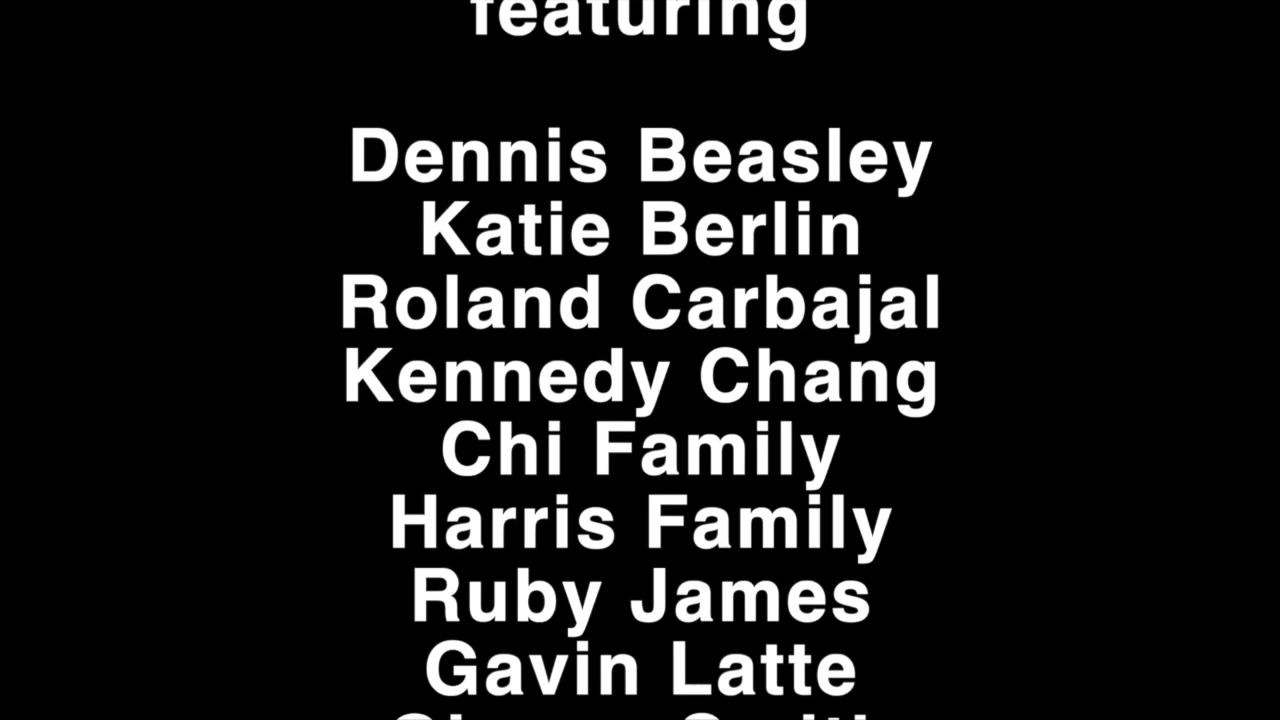 featuring
Dennis Beasley
Katie Berlin
Roland Carbajal
Kennedy Chang
Chi Family
Harris Family
Ruby James
Gavin Latte